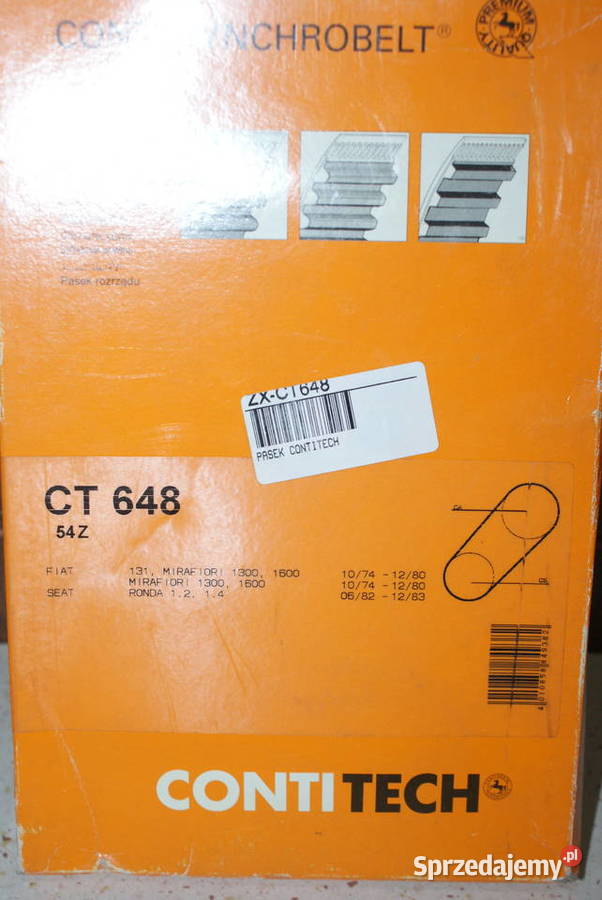 SYNCHROBELT®
PREMIUM QUALITY
Pasek rozrządu
ZX-CT648
PASEK CONTITECH
CT 648
54 Z
FIAT 131, MIRAFIORI 1300, 1600 10/74 - 12/80
MIRAFIORI 1300, 1600 10/74 - 12/80
SEAT RONDA 1.2, 1.4 06/82 - 12/83
CONTITECH
Sprzedajemy.pl